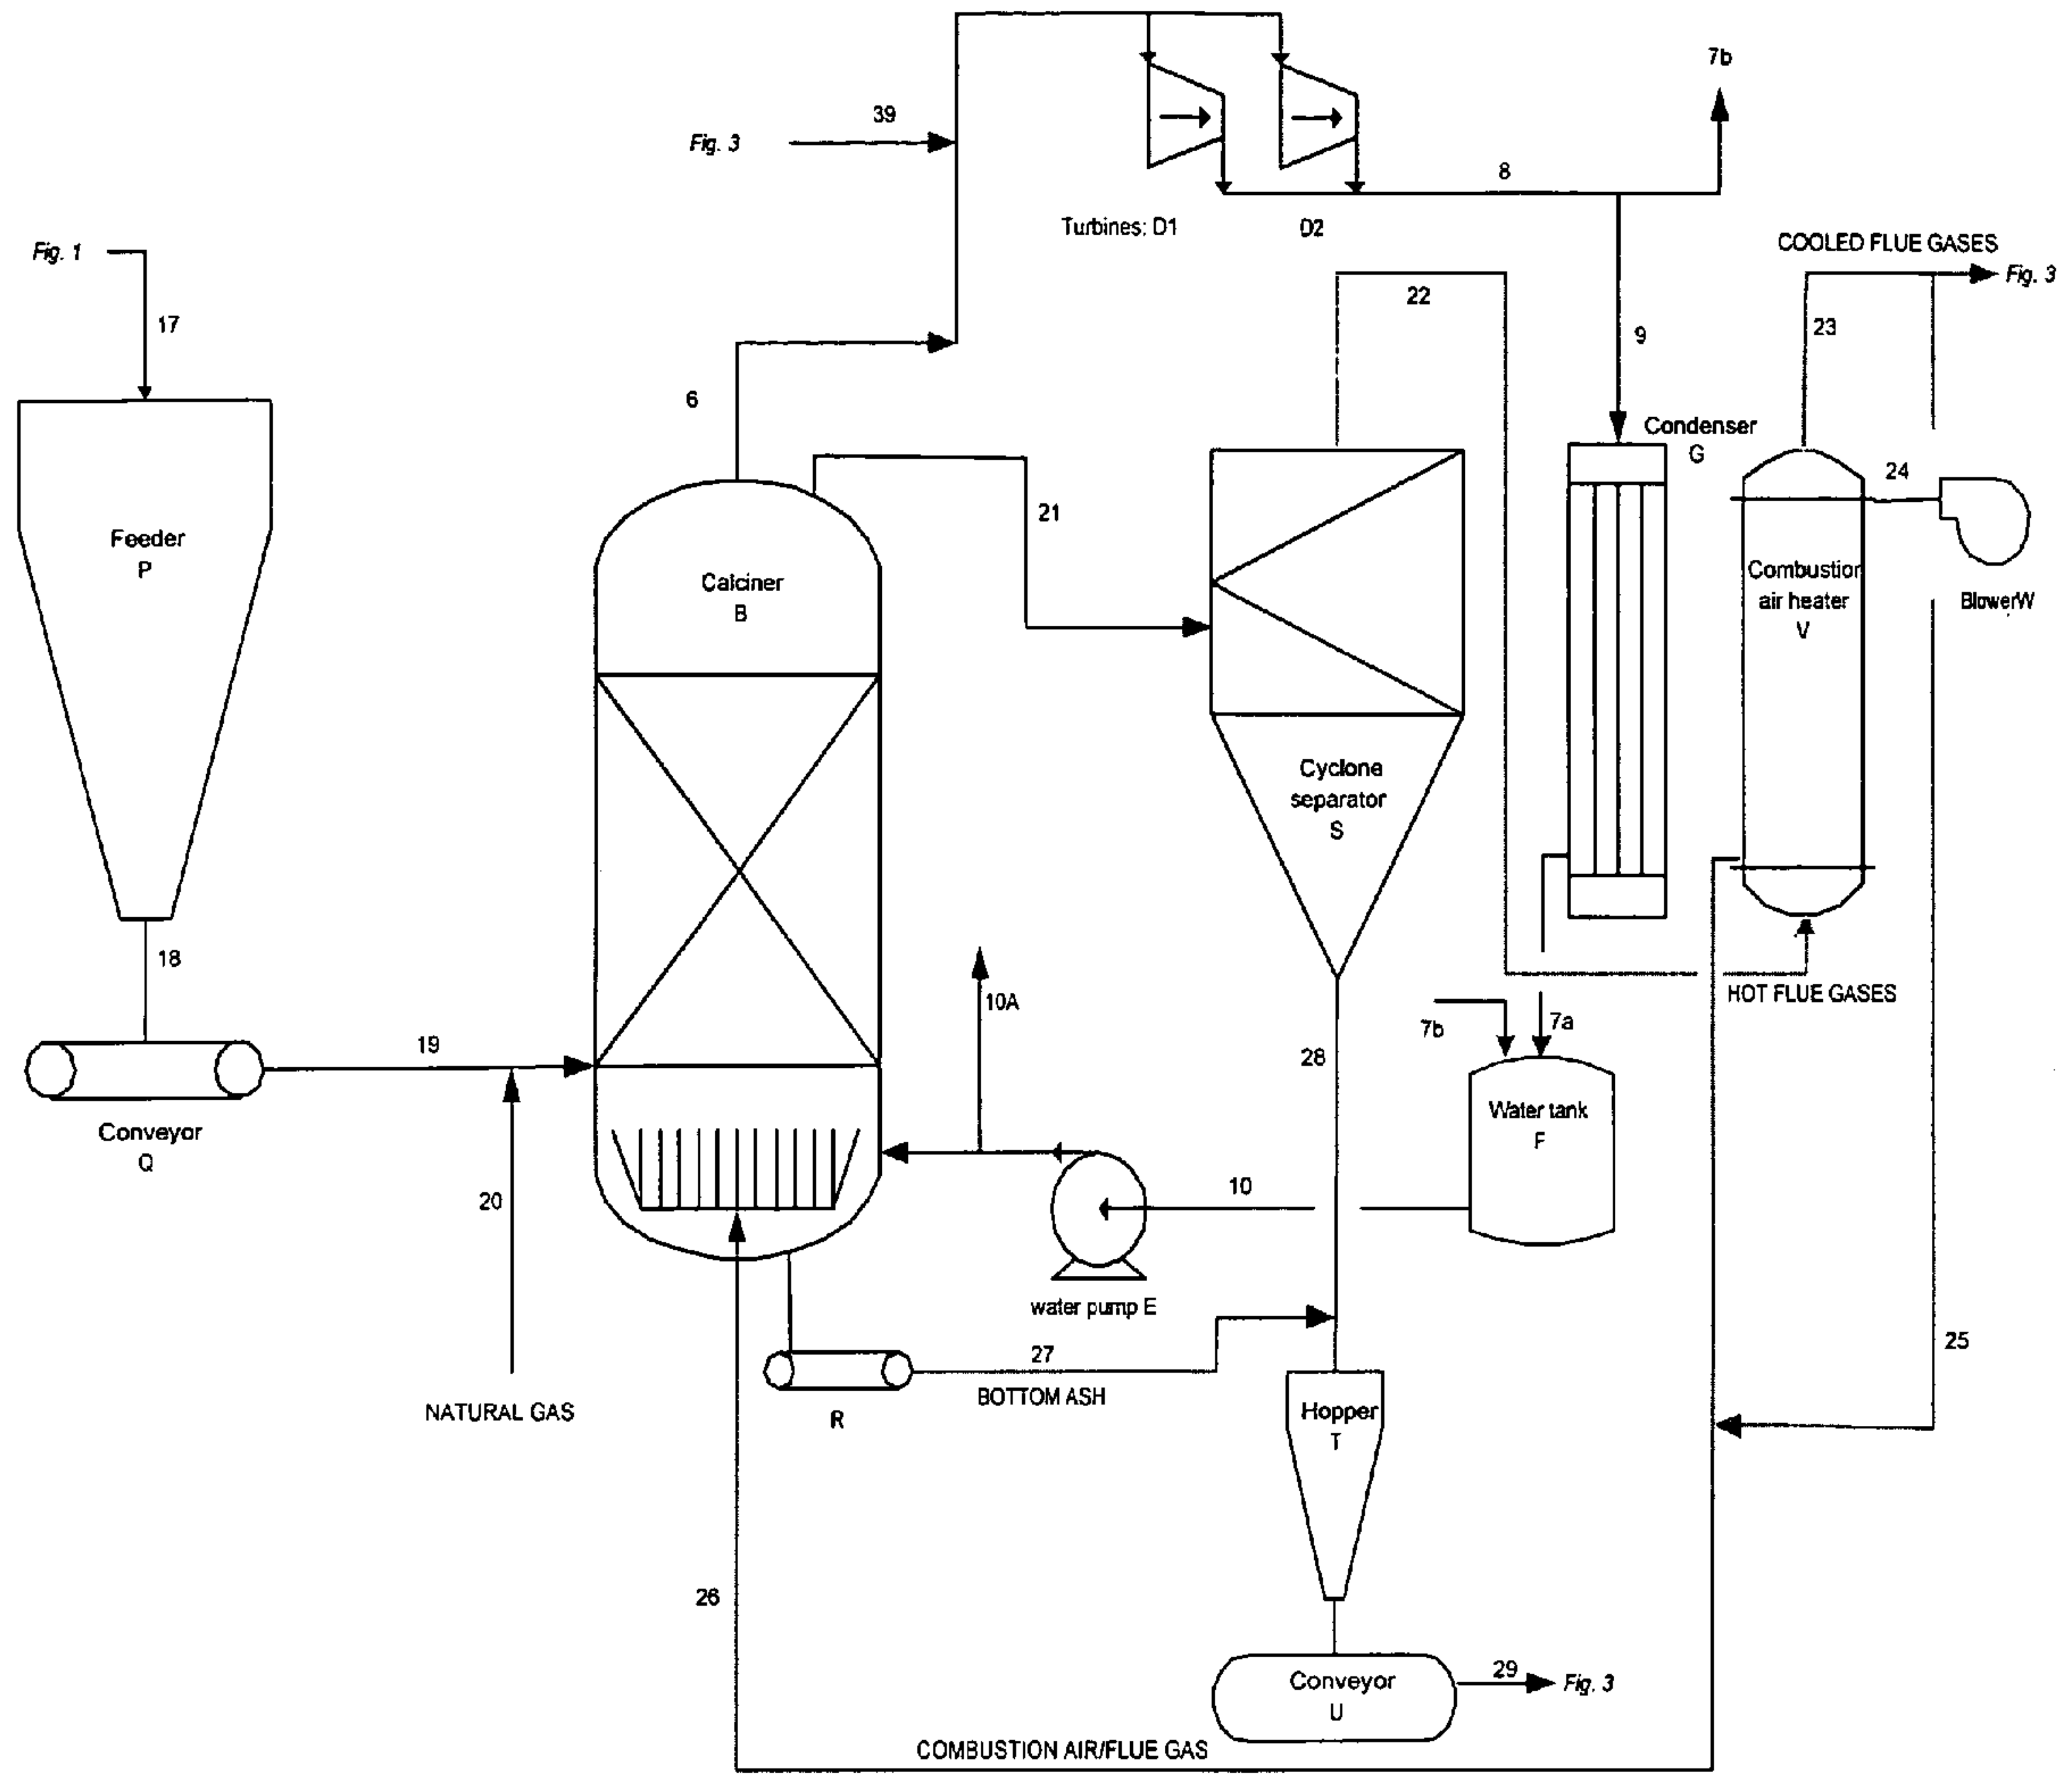 7b
39
Fig. 3
8
Turbines: D1
D2
Fig. 1
COOLED FLUE GASES
Fig. 3
22
17
23
9
6
Condenser
G
24
21
Feeder
P
Calciner
B
Combustion
air heater
V
BlowerW
Cyclone
separator
S
18
10A
HOT FLUE GASES
7b
7a
19
28
Water tank
F
Conveyor
Q
20
10
water pump E
27
25
BOTTOM ASH
NATURAL GAS
R
Hopper
T
26
Conveyor
U
29
Fig. 3
COMBUSTION AIR/FLUE GAS